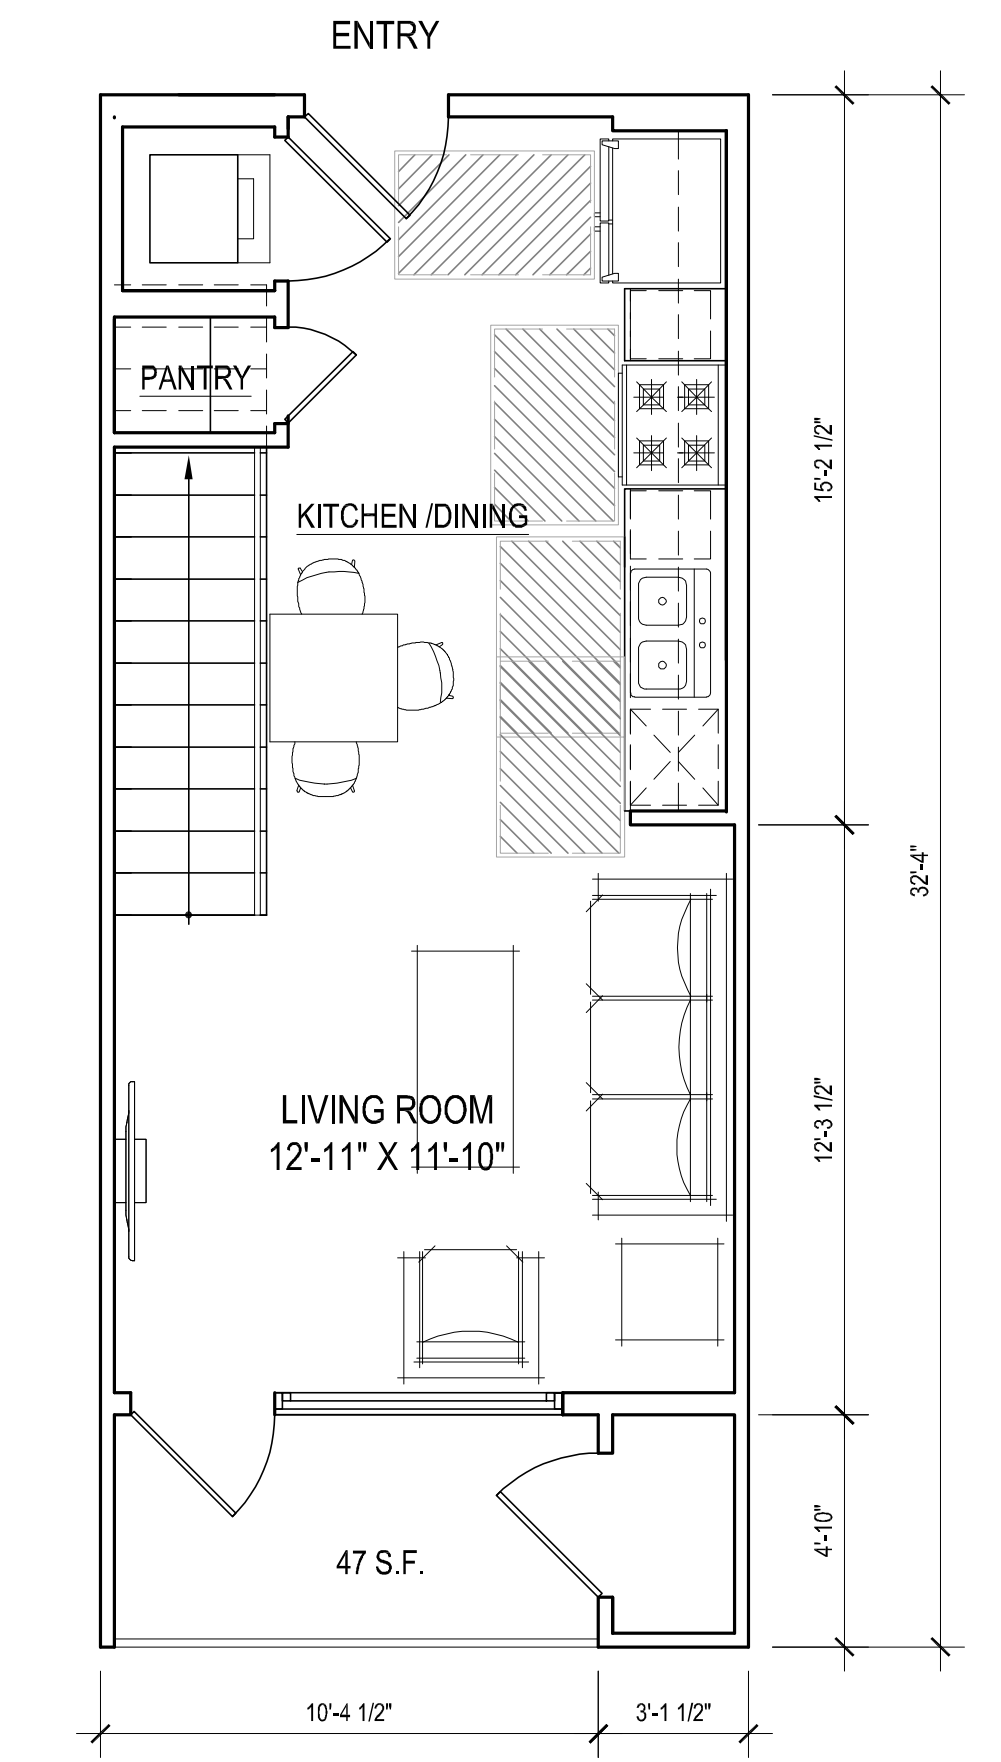 ENTRY
PANTRY
KITCHEN /DINING
15'-2 1/2"
32'-4"
LIVING ROOM
12'-11" X 11'-10"
12'-3 1/2"
4'-10"
47 S.F.
10'-4 1/2"
3'-1 1/2"